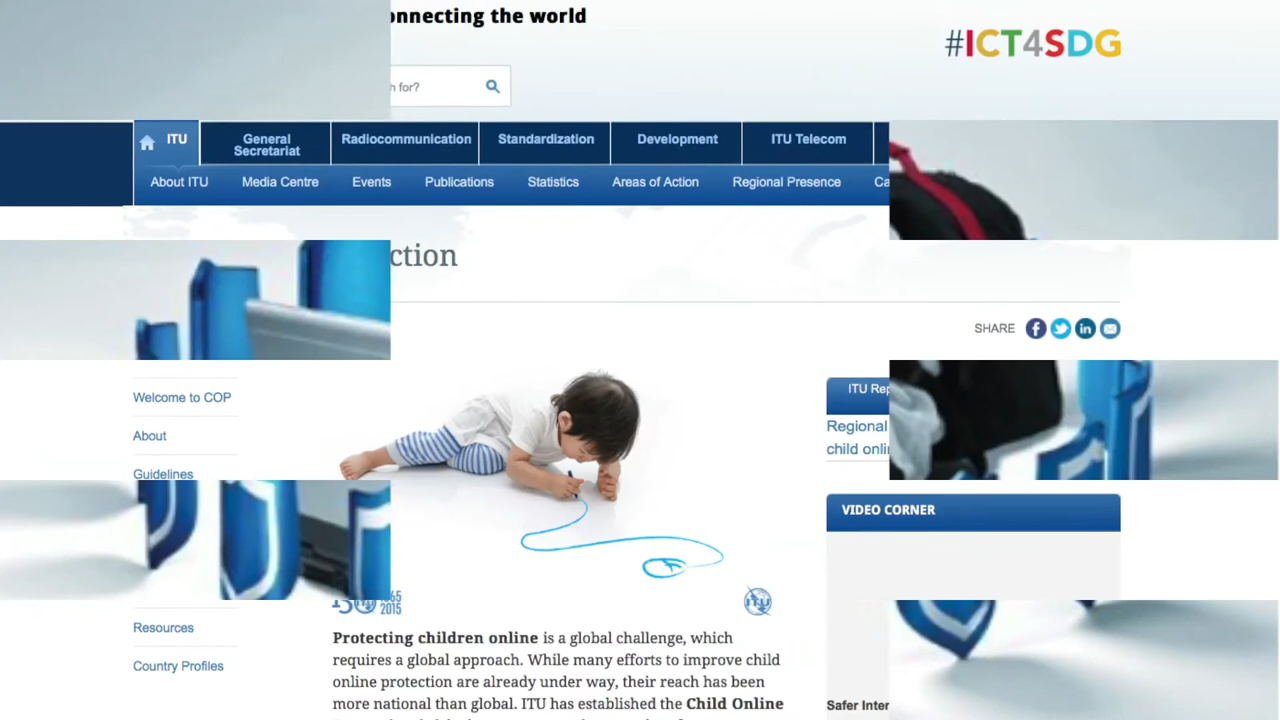 onnecting the world
#ICT4SDG
h for?
ITU
General Secretariat
Radiocommunication
Standardization
Development
ITU Telecom
About ITU
Media Centre
Events
Publications
Statistics
Areas of Action
Regional Presence
Ca
ction
SHARE
Welcome to COP
About
Guidelines
ITU Rep
Regional
child onli
VIDEO CORNER
1865
2015
ITU
Resources
Country Profiles
Protecting children online is a global challenge, which
requires a global approach. While many efforts to improve child
online protection are already under way, their reach has been
more national than global. ITU has established the Child Online
Safer Inter